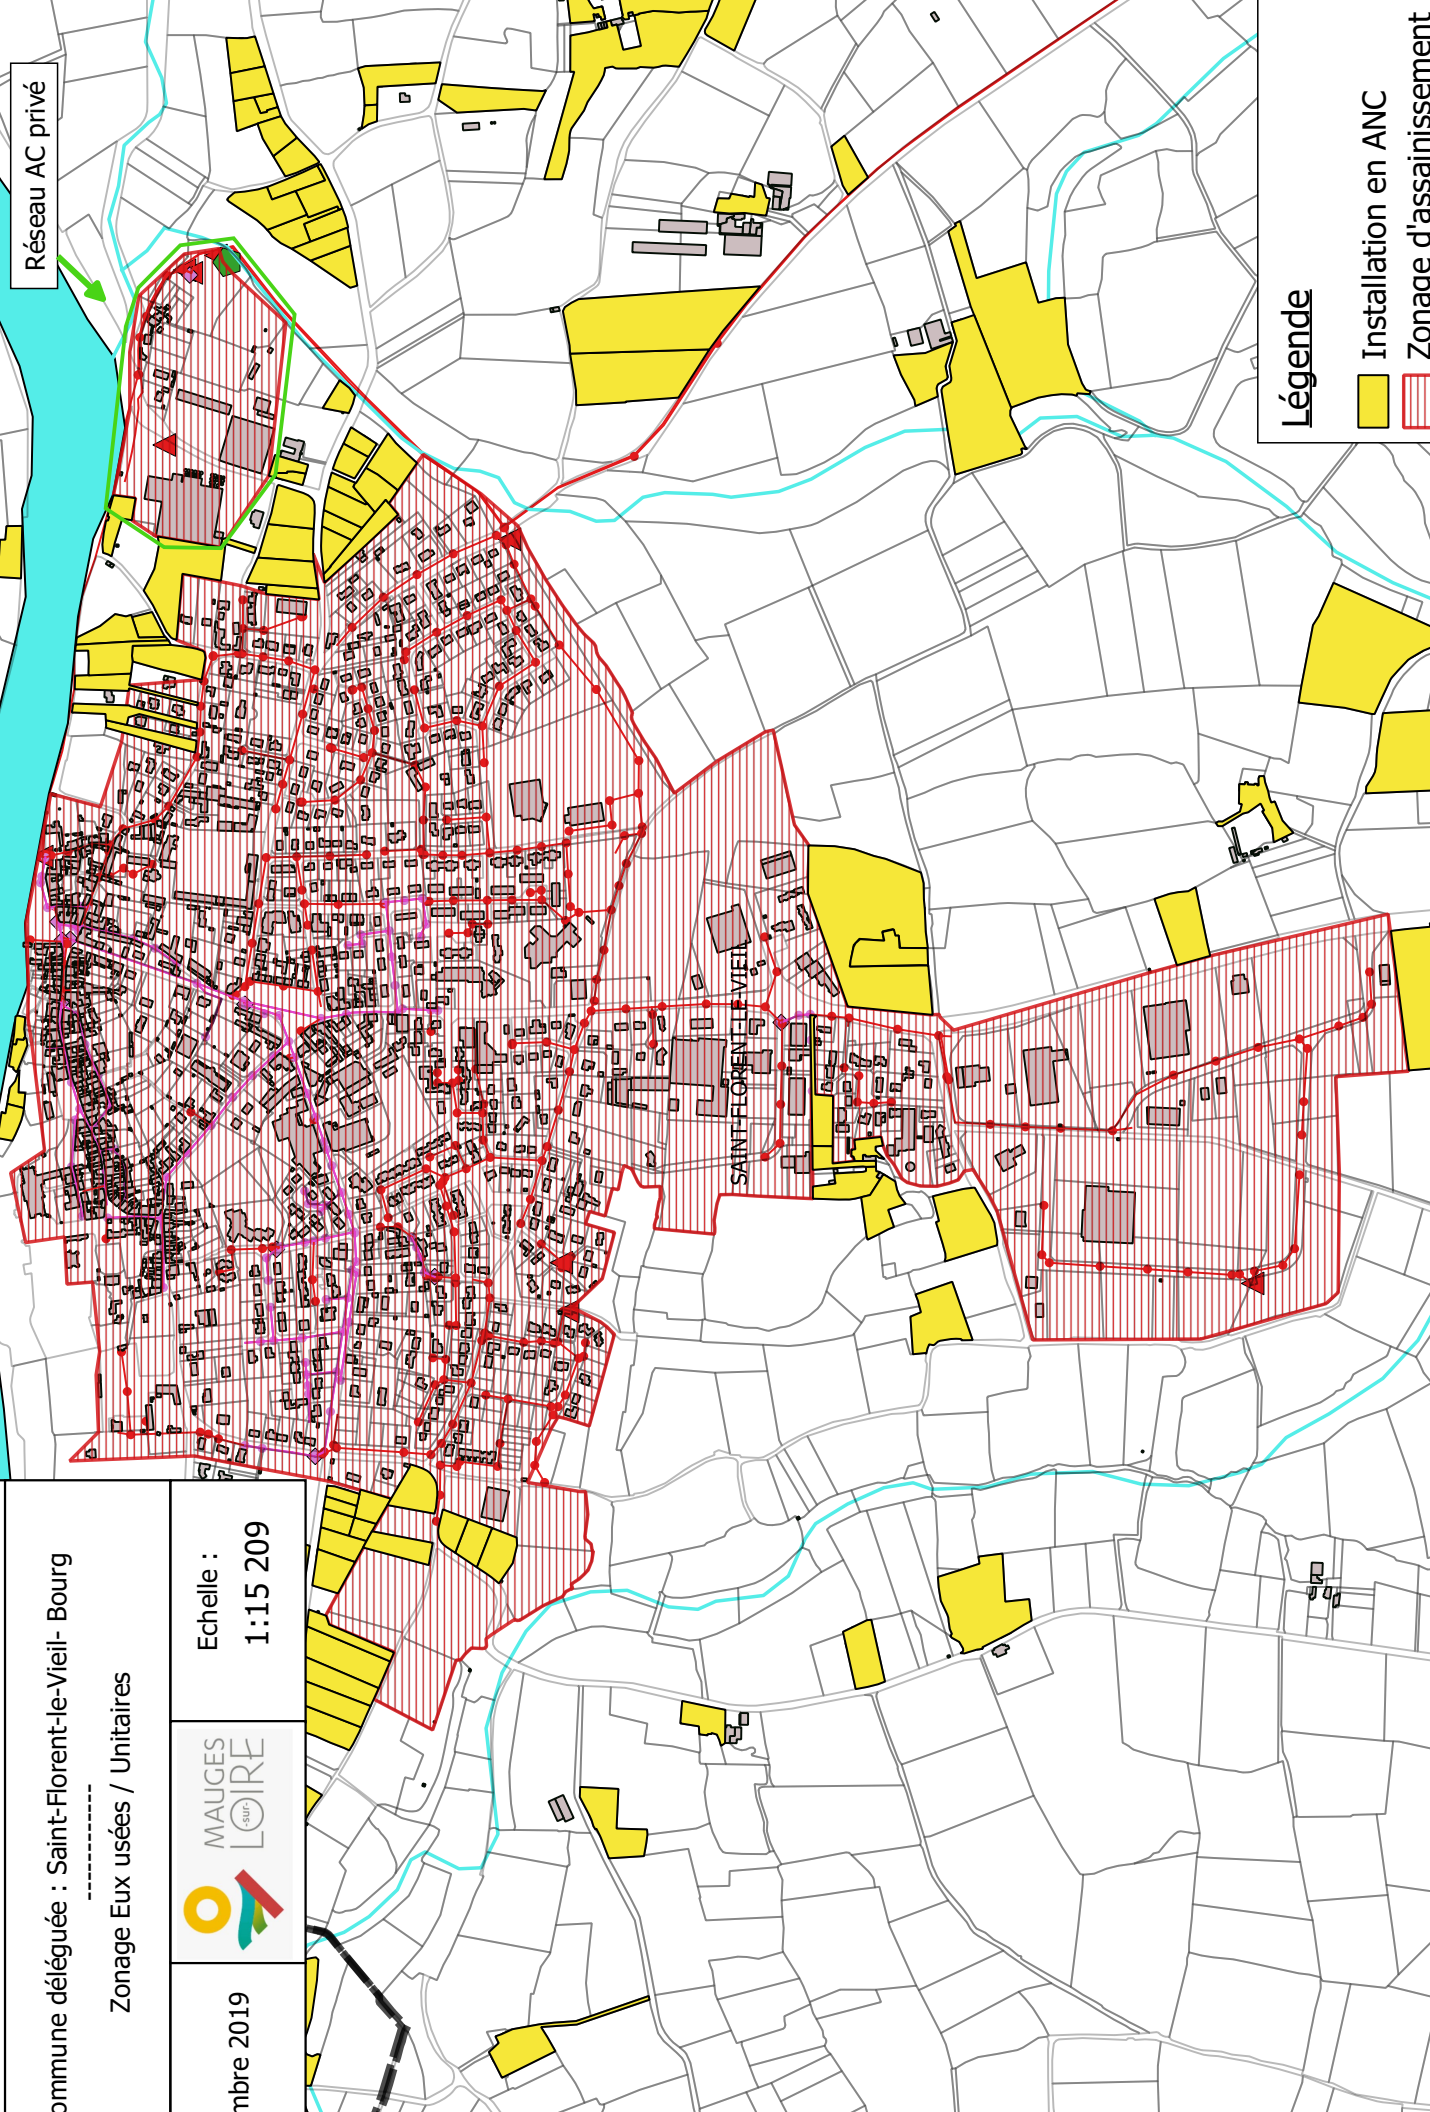 Réseau AC privé
SAINT-FLORENT-LE-VIEIL
Légende
Installation en ANC
Zonage d'assainissement
ommune déléguée : Saint-Florent-le-Vieil- Bourg
------------
Zonage Eux usées / Unitaires
mbre 2019
MAUGES
-sur-
LOIRE
Echelle :
1:15 209